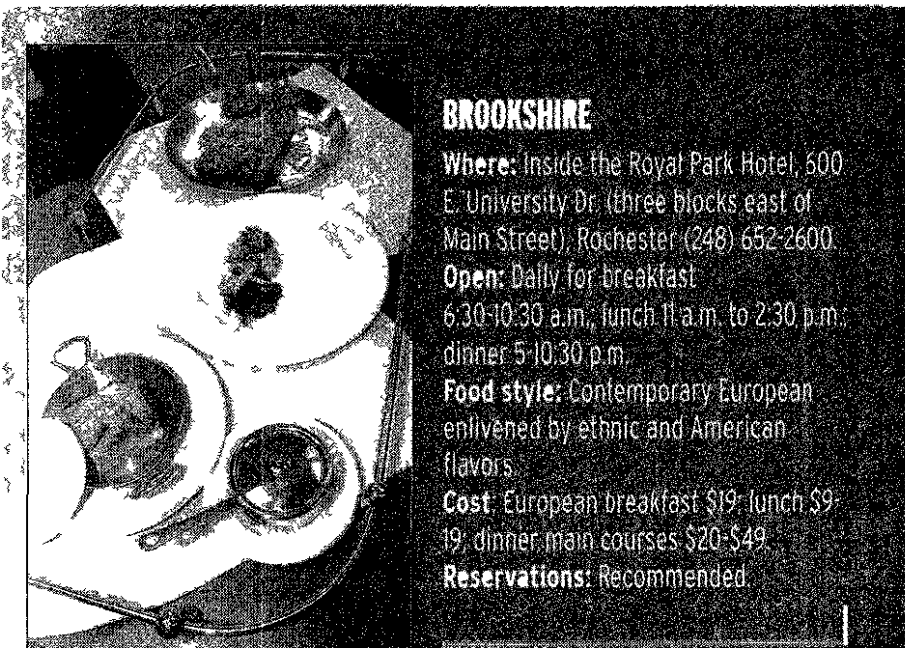 BROOKSHIRE
Where: Inside the Royal Park Hotel, 600
E. University Dr. (three blocks east of
Main Street), Rochester (248) 652-2600.
Open: Daily for breakfast
6:30-10:30 a.m.; lunch 11 a.m. to 2:30 p.m.;
dinner 5-10:30 p.m.
Food style: Contemporary European
enlivened by ethnic and American
flavors.
Cost: European breakfast $19; lunch $9-
19; dinner main courses $20-$49.
Reservations: Recommended.